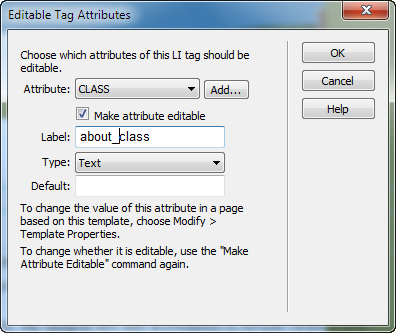 Editable Tag Attributes
Choose which attributes of this LI tag should be
editable.
Attribute: CLASS Add...
Make attribute editable
Label: about_class
Type: Text
Default:
To change the value of this attribute in a page
based on this template, choose Modify >
Template Properties.
To change whether it is editable, use the "Make
Attribute Editable" command again.
OK
Cancel
Help